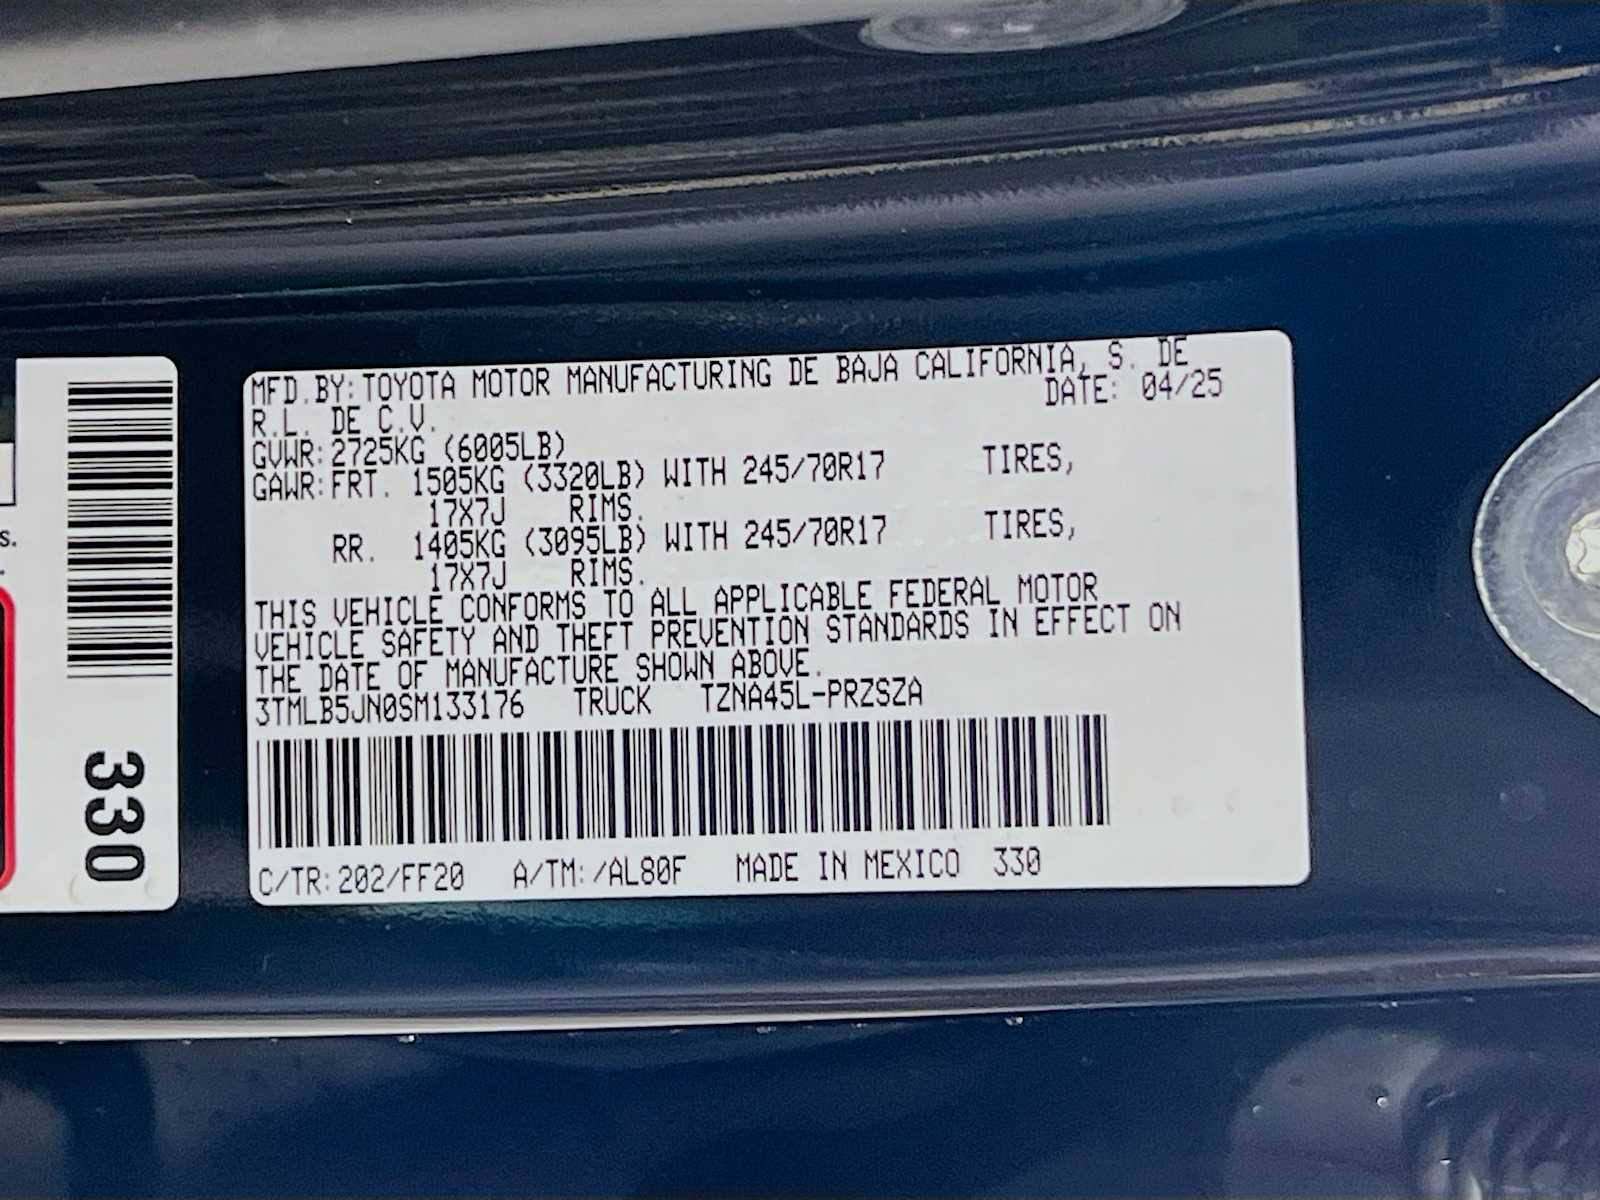 MFD.BY:TOYOTA MOTOR MANUFACTURING DE BAJA CALIFORNIA, S. DE
R.L. DE C.V. DATE: 04/25
GVWR:2725KG (6005LB)
GAWR:FRT. 1505KG (3320LB) WITH 245/70R17 TIRES,
17X7J RIMS.
RR. 1405KG (3095LB) WITH 245/70R17 TIRES,
17X7J RIMS.
THIS VEHICLE CONFORMS TO ALL APPLICABLE FEDERAL MOTOR
VEHICLE SAFETY AND THEFT PREVENTION STANDARDS IN EFFECT ON
THE DATE OF MANUFACTURE SHOWN ABOVE.
3TMLB5JN0SM133176 TRUCK TZNA45L-PRZSZA
C/TR:202/FF20 A/TM:/AL80F MADE IN MEXICO 330
330
s.